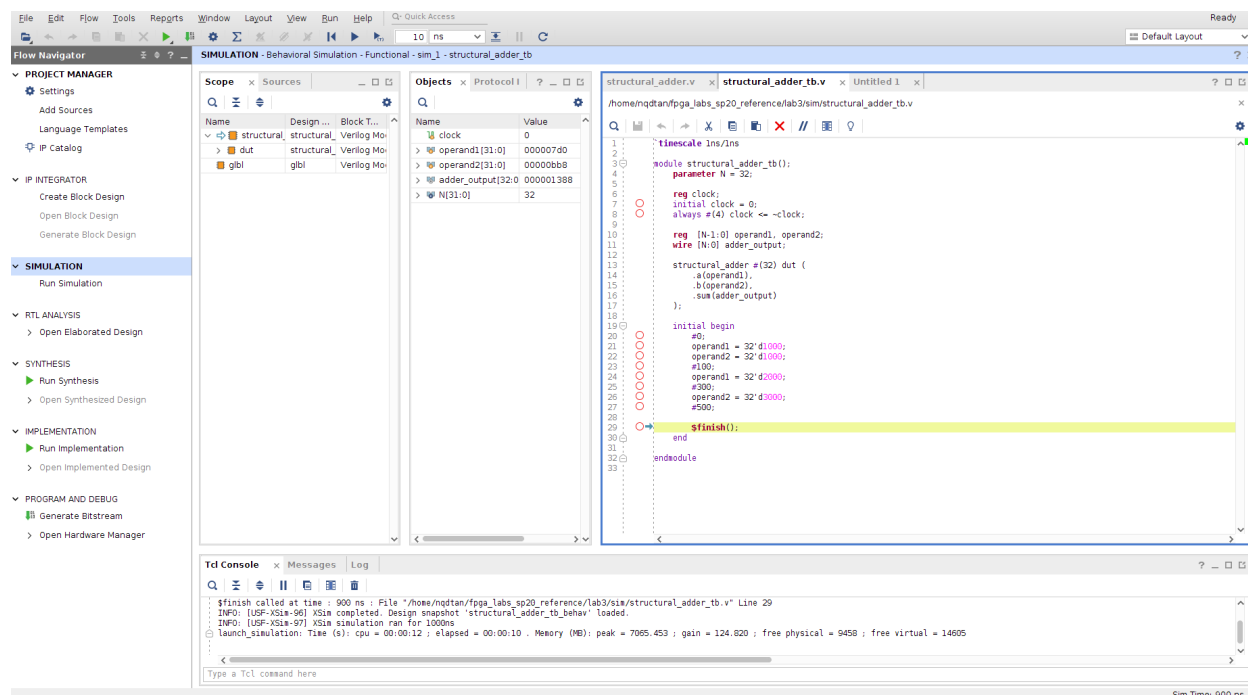 File Edit Flow Tools Reports Window Layout View Run Help Q- Quick Access Ready
10 ns Default Layout
Flow Navigator ? _
SIMULATION - Behavioral Simulation - Functional - sim_1 - structural_adder_tb ?
PROJECT MANAGER
Settings
Add Sources
Language Templates
IP Catalog
IP INTEGRATOR
Create Block Design
Open Block Design
Generate Block Design
SIMULATION
Run Simulation
RTL ANALYSIS
Open Elaborated Design
SYNTHESIS
Run Synthesis
Open Synthesized Design
IMPLEMENTATION
Run Implementation
Open Implemented Design
PROGRAM AND DEBUG
Generate Bitstream
Open Hardware Manager
Scope × Sources
Name Design ... Block T...
structural_ structural_ Verilog Mo
dut structural_ Verilog Mo
glbl glbl Verilog Mo
Objects × Protocol I ?
Name Value
clock 0
operand1[31:0] 000007d0
operand2[31:0] 00000bb8
adder_output[32:0 000001388
N[31:0] 32
structural_adder.v × structural_adder_tb.v × Untitled 1 × ?
/home/nqdtan/fpga_labs_sp20_reference/lab3/sim/structural_adder_tb.v ×
1 `timescale 1ns/1ns
2
3 module structural_adder_tb();
4 parameter N = 32;
5
6 reg clock;
7 initial clock = 0;
8 always #(4) clock <= ~clock;
9
10 reg [N-1:0] operand1, operand2;
11 wire [N:0] adder_output;
12
13 structural_adder #(32) dut (
14 .a(operand1),
15 .b(operand2),
16 .sum(adder_output)
17 );
18
19 initial begin
20 #0;
21 operand1 = 32'd1000;
22 operand2 = 32'd1000;
23 #100;
24 operand1 = 32'd2000;
25 #300;
26 operand2 = 32'd3000;
27 #500;
28
29 $finish();
30 end
31
32 endmodule
33
Tcl Console × Messages Log ?
$finish called at time : 900 ns : File "/home/nqdtan/fpga_labs_sp20_reference/lab3/sim/structural_adder_tb.v" Line 29
INFO: [USF-XSim-96] XSim completed. Design snapshot 'structural_adder_tb_behav' loaded.
INFO: [USF-XSim-97] XSim simulation ran for 1000ns
launch_simulation: Time (s): cpu = 00:00:12 ; elapsed = 00:00:10 . Memory (MB): peak = 7065.453 ; gain = 124.820 ; free physical = 9458 ; free virtual = 14605
Type a Tcl command here
Sim Time: 900 ns